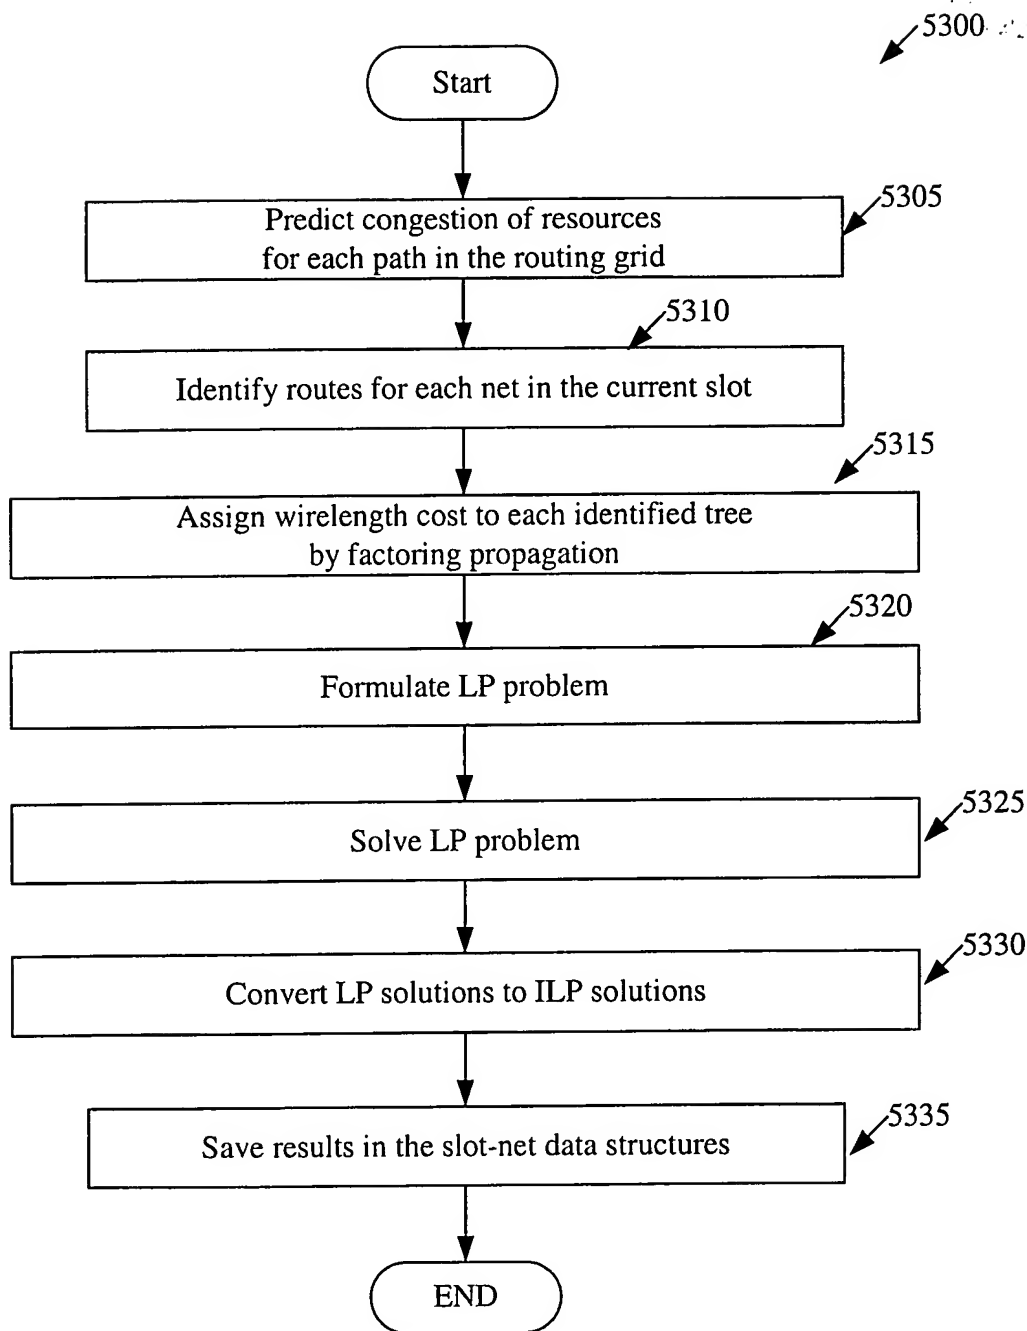 5300
Start
5305
Predict congestion of resources
for each path in the routing grid
5310
Identify routes for each net in the current slot
5315
Assign wirelength cost to each identified tree
by factoring propagation
5320
Formulate LP problem
5325
Solve LP problem
5330
Convert LP solutions to ILP solutions
5335
Save results in the slot-net data structures
END